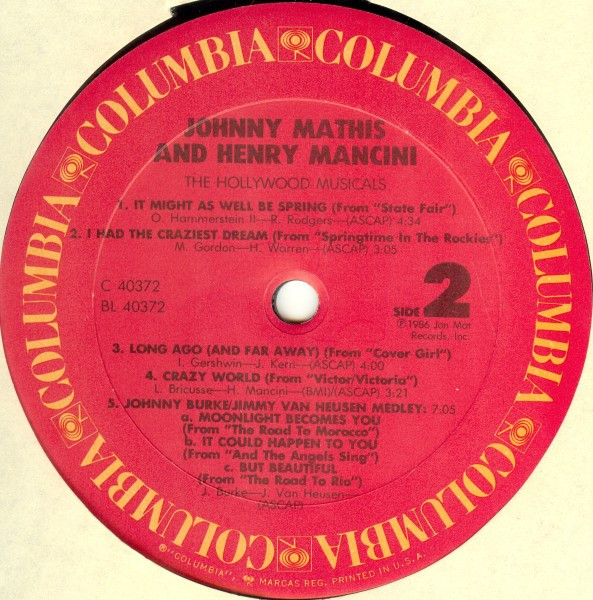 COLUMBIA COLUMBIA COLUMBIA COLUMBIA COLUMBIA COLUMBIA
JOHNNY MATHIS
AND HENRY MANCINI
THE HOLLYWOOD MUSICALS
1. IT MIGHT AS WELL BE SPRING (From "State Fair")
O. Hammerstein II—R. Rodgers—(ASCAP) 4:34
2. I HAD THE CRAZIEST DREAM (From "Springtime In The Rockies")
M. Gordon—H. Warren—(ASCAP) 3:05
C 40372
BL 40372
SIDE 2
℗1986 Jon Mat
Records, Inc.
3. LONG AGO (AND FAR AWAY) (From "Cover Girl")
I. Gershwin—J. Kern—(ASCAP) 4:00
4. CRAZY WORLD (From "Victor/Victoria")
L. Bricusse—H. Mancini—(BMI)/(ASCAP) 3:21
5. JOHNNY BURKE/JIMMY VAN HEUSEN MEDLEY: 7:05
a. MOONLIGHT BECOMES YOU
(From "The Road To Morocco")
b. IT COULD HAPPEN TO YOU
(From "And The Angels Sing")
c. BUT BEAUTIFUL
(From "The Road To Rio")
J. Burke—J. Van Heusen—
(ASCAP)
®"COLUMBIA", MARCAS REG. PRINTED IN U.S.A.